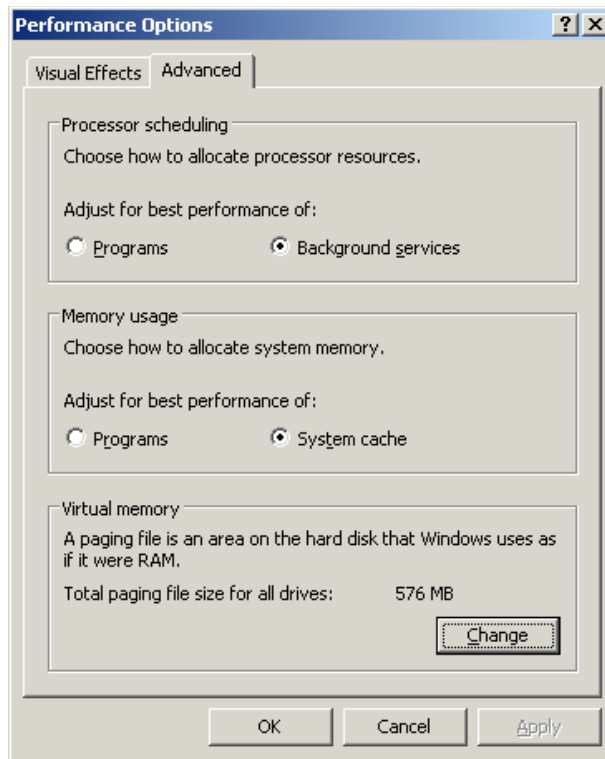 Performance Options
Visual Effects Advanced
Processor scheduling
Choose how to allocate processor resources.
Adjust for best performance of:
Programs Background services
Memory usage
Choose how to allocate system memory.
Adjust for best performance of:
Programs System cache
Virtual memory
A paging file is an area on the hard disk that Windows uses as
if it were RAM.
Total paging file size for all drives: 576 MB
Change
OK Cancel Apply